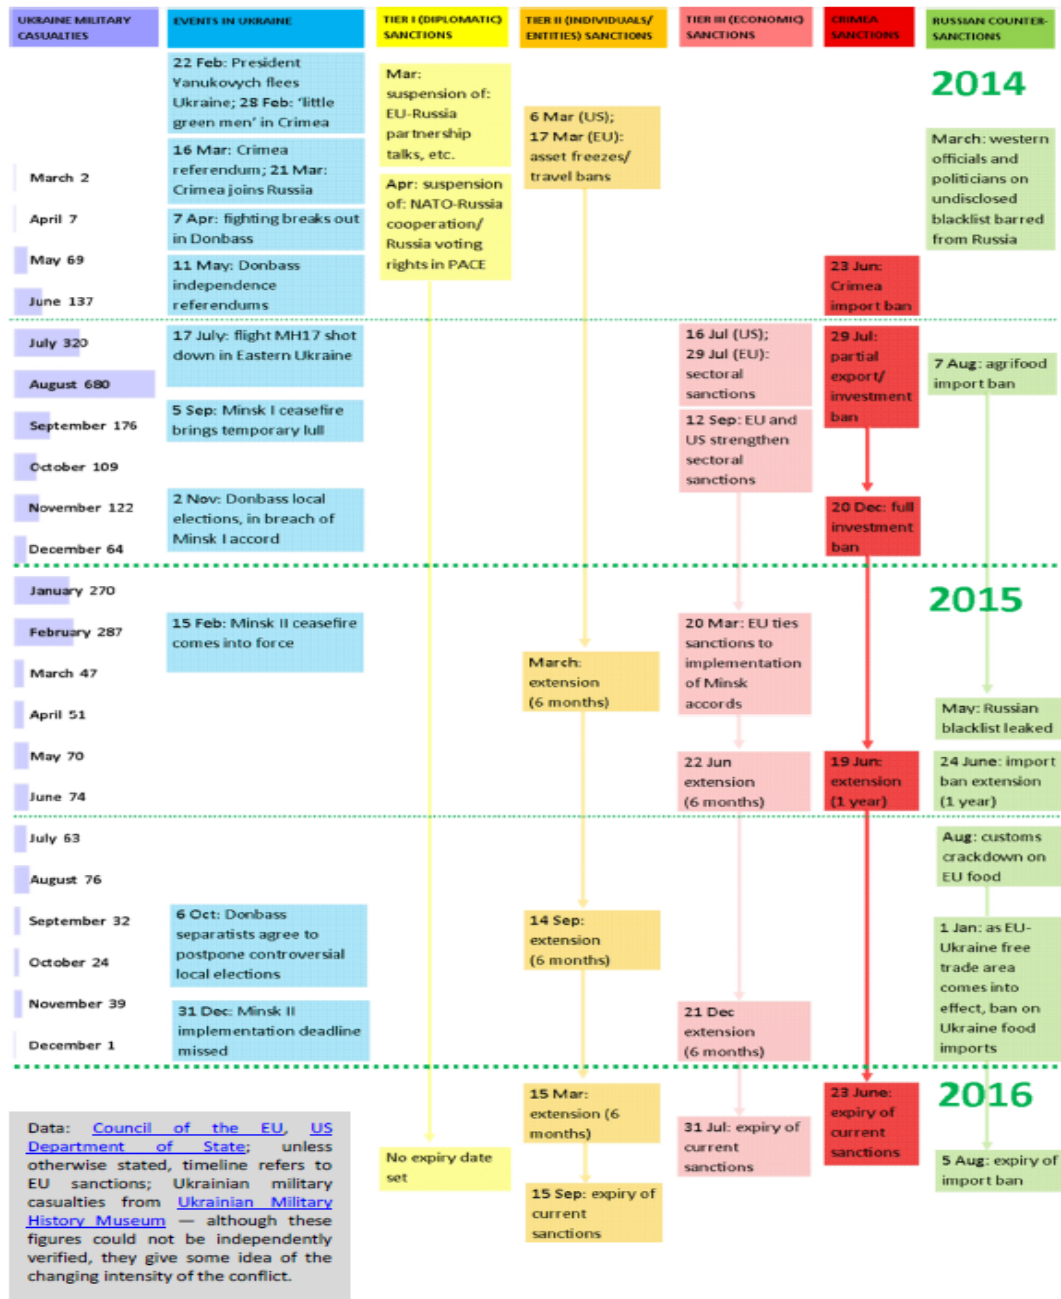 UKRAINE MILITARY
CASUALTIES
EVENTS IN UKRAINE
TIER I (DIPLOMATIC)
SANCTIONS
TIER II (INDIVIDUALS/
ENTITIES) SANCTIONS
TIER III (ECONOMIC)
SANCTIONS
CRIMEA
SANCTIONS
RUSSIAN COUNTER-
SANCTIONS
March 2
April 7
May 69
June 137
July 320
August 680
September 176
October 109
November 122
December 64
January 270
February 287
March 47
April 51
May 70
June 74
July 63
August 76
September 32
October 24
November 39
December 1
22 Feb: President
Yanukovych flees
Ukraine; 28 Feb: 'little
green men' in Crimea
16 Mar: Crimea
referendum; 21 Mar:
Crimea joins Russia
7 Apr: fighting breaks out
in Donbass
11 May: Donbass
independence
referendums
17 July: flight MH17 shot
down in Eastern Ukraine
5 Sep: Minsk I ceasefire
brings temporary lull
2 Nov: Donbass local
elections, in breach of
Minsk I accord
15 Feb: Minsk II ceasefire
comes into force
6 Oct: Donbass
separatists agree to
postpone controversial
local elections
31 Dec: Minsk II
implementation deadline
missed
Mar:
suspension of:
EU-Russia
partnership
talks, etc.
Apr: suspension
of: NATO-Russia
cooperation/
Russia voting
rights in PACE
No expiry date
set
6 Mar (US);
17 Mar (EU):
asset freezes/
travel bans
March:
extension
(6 months)
14 Sep:
extension
(6 months)
15 Mar:
extension (6
months)
15 Sep: expiry of
current
sanctions
16 Jul (US);
29 Jul (EU):
sectoral
sanctions
12 Sep: EU and
US strengthen
sectoral
sanctions
20 Mar: EU ties
sanctions to
implementation
of Minsk
accords
22 Jun
extension
(6 months)
21 Dec
extension
(6 months)
31 Jul: expiry of
current
sanctions
23 Jun:
Crimea
import ban
29 Jul:
partial
export/
investment
ban
20 Dec: full
investment
ban
19 Jun:
extension
(1 year)
23 June:
expiry of
current
sanctions
2014
March: western
officials and
politicians on
undisclosed
blacklist barred
from Russia
7 Aug: agrifood
import ban
2015
May: Russian
blacklist leaked
24 June: import
ban extension
(1 year)
Aug: customs
crackdown on
EU food
1 Jan: as EU-
Ukraine free
trade area
comes into
effect, ban on
Ukraine food
imports
2016
5 Aug: expiry of
import ban
Data: Council of the EU, US
Department of State; unless
otherwise stated, timeline refers to
EU sanctions; Ukrainian military
casualties from Ukrainian Military
History Museum — although these
figures could not be independently
verified, they give some idea of the
changing intensity of the conflict.